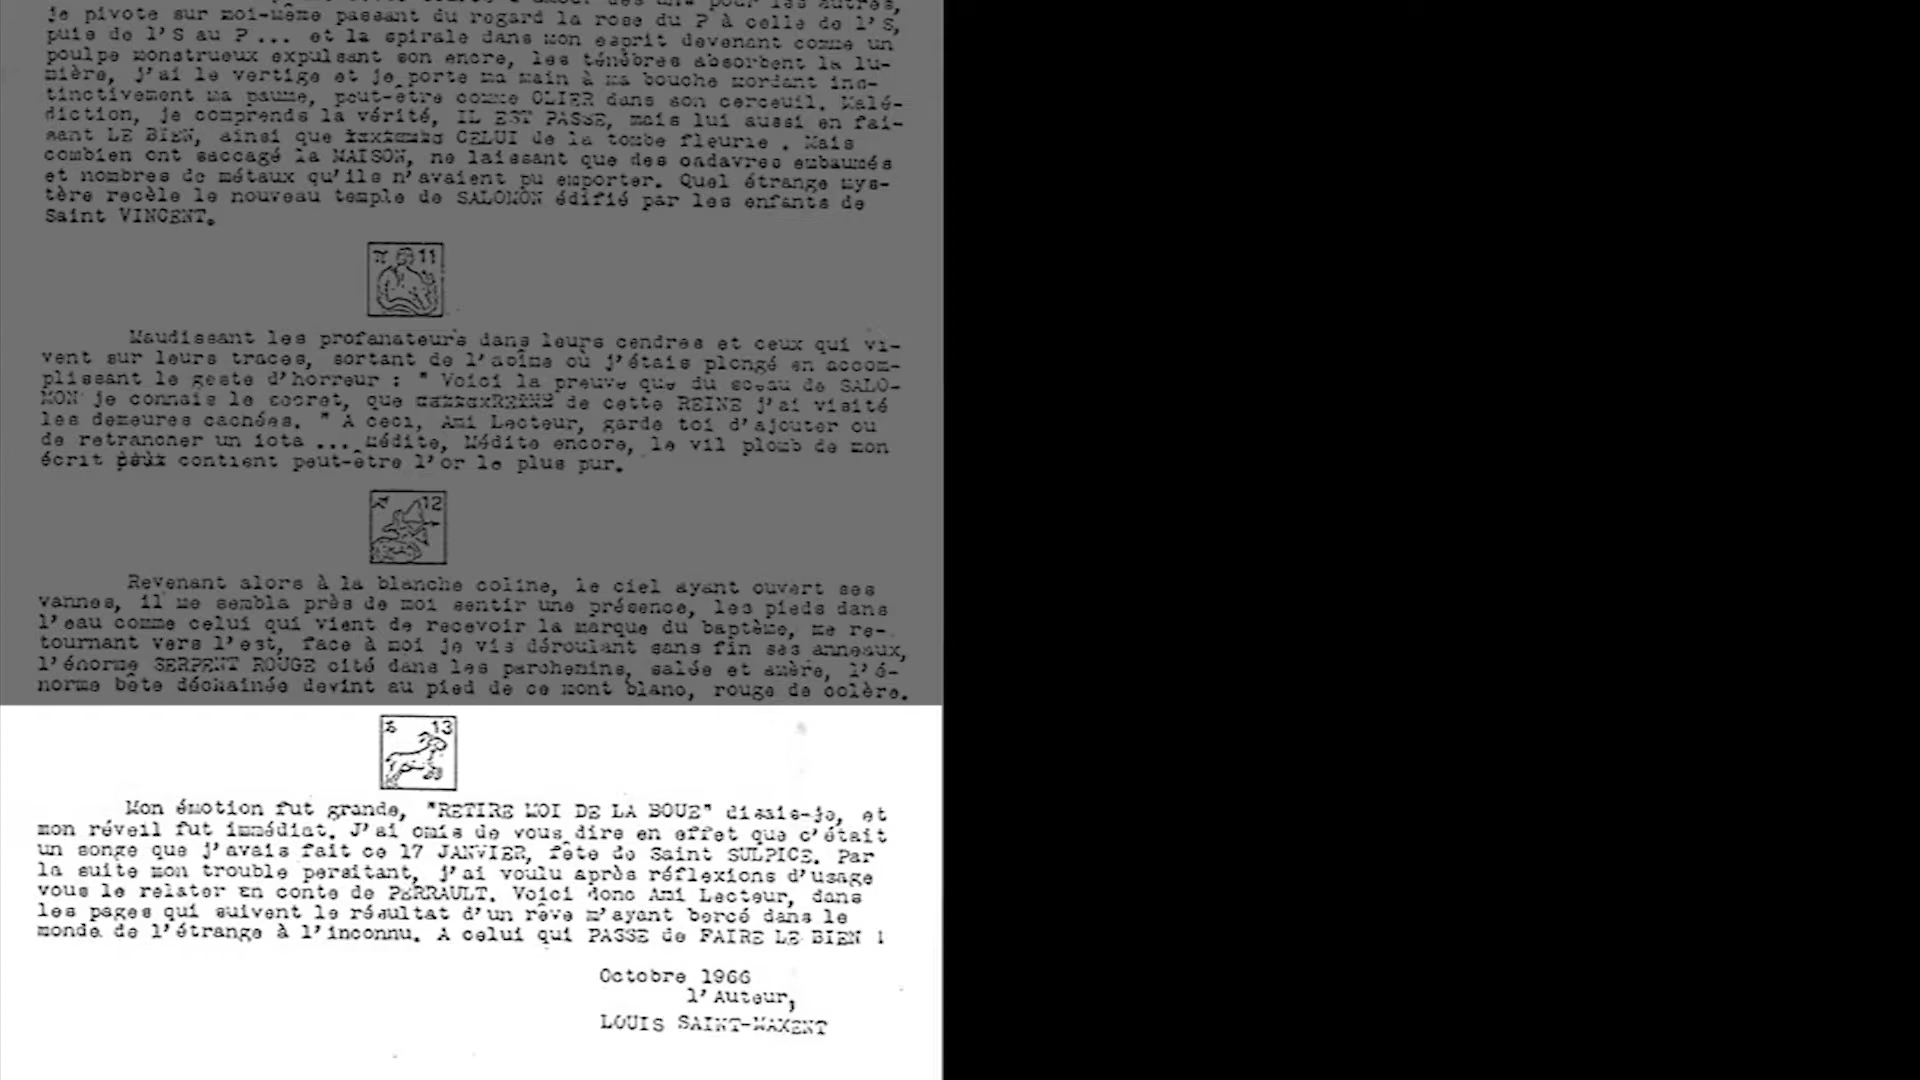 je pivote sur moi-même passant du regard la rose du P à celle de l'S,
puis de l'S au P ... et la spirale dans mon esprit devenant comme un
poulpe monstrueux expulsant son encre, les ténèbres absorbent la lu-
mière, j'ai le vertige et je porte ma main à ma bouche mordant ins-
tinctivement ma paume, peut-être comme OLIER dans son cerceuil. Malé-
diction, je comprends la vérité, IL EST PASSE, mais lui aussi en fai-
sant LE BIEN, ainsi que CELUI de la tombe fleurie . Mais
combien ont saccagé la MAISON, ne laissant que des cadavres embaumés
et nombres de métaux qu'ils n'avaient pu emporter. Quel étrange mys-
tère recèle le nouveau temple de SALOMON édifié par les enfants de
Saint VINCENT.
11
Maudissant les profanateurs dans leurs cendres et ceux qui vi-
vent sur leurs traces, sortant de l'abîme où j'étais plongé en accom-
plissant le geste d'horreur : " Voici la preuve que du sceau de SALO-
MON je connais le secret, que de cette REINE j'ai visité
les demeures cachées. " A ceci, Ami Lecteur, garde toi d'ajouter ou
de retrancher un iota ... Médite, Médite encore, le vil plomb de mon
écrit contient peut-être l'or le plus pur.
12
Revenant alors à la blanche coline, le ciel ayant ouvert ses
vannes, il me sembla près de moi sentir une présence, les pieds dans
l'eau comme celui qui vient de recevoir la marque du baptème, me re-
tournant vers l'est, face à moi je vis déroulant sans fin ses anneaux,
l'énorme SERPENT ROUGE cité dans les parchemins, salée et amère, l'é-
norme bête déchainée devint au pied de ce mont blanc, rouge de colère.
13
Mon émotion fut grande, "RETIRE MOI DE LA BOUE" disais-je, et
mon réveil fut immédiat. J'ai omis de vous dire en effet que c'était
un songe que j'avais fait ce 17 JANVIER, fête de Saint SULPICE. Par
la suite mon trouble persitant, j'ai voulu après réflexions d'usage
vous le relater en conte de PERRAULT. Voici donc Ami Lecteur, dans
les pages qui suivent le résultat d'un rêve m'ayant bercé dans le
monde de l'étrange à l'inconnu. A celui qui PASSE de FAIRE LE BIEN !
Octobre 1966
l'Auteur,
LOUIS SAINT-MAXENT